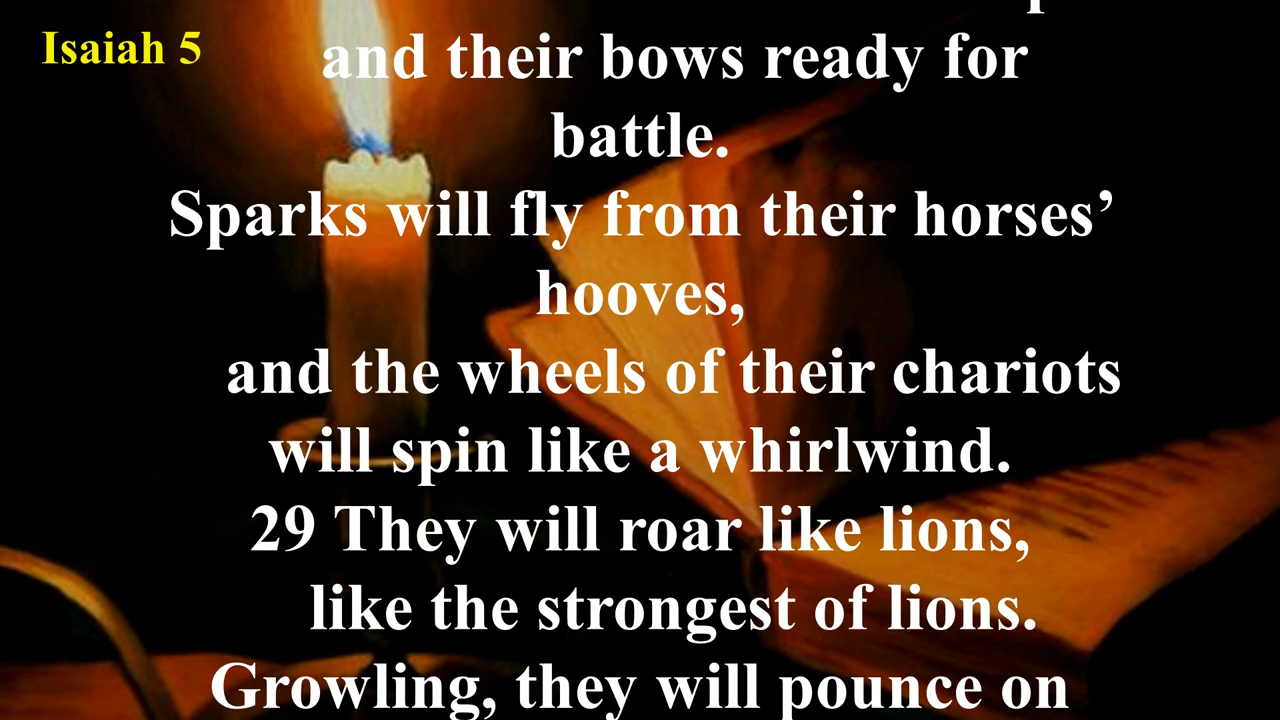 Isaiah 5
and their bows ready for
battle.
Sparks will fly from their horses’
hooves,
and the wheels of their chariots
will spin like a whirlwind.
29 They will roar like lions,
like the strongest of lions.
Growling, they will pounce on